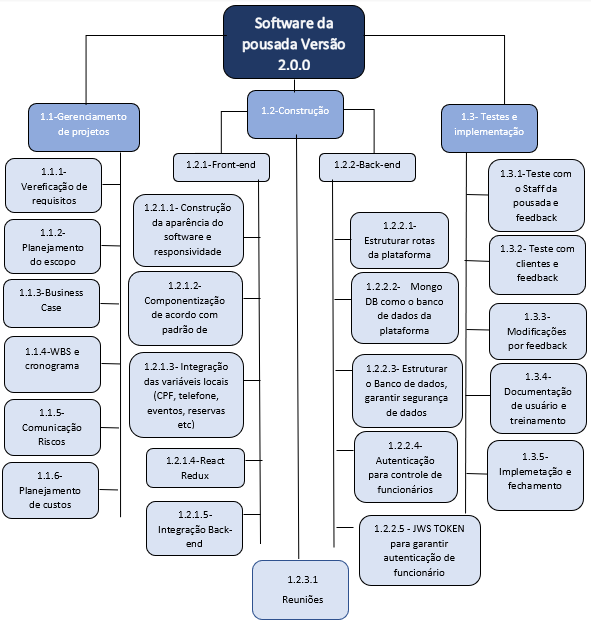 Software da
pousada Versão
2.0.0
1.1-Gerenciamento
de projetos
1.1.1-
Vereficação de
requisitos
1.1.2-
Planejamento
do escopo
1.1.3-Business
Case
1.1.4-WBS e
cronograma
1.1.5-
Comunicação
Riscos
1.1.6-
Planejamento
de custos
1.2-Construção
1.2.1-Front-end
1.2.1.1- Construção
da aparência do
software e
responsividade
1.2.1.2-
Componentização
de acordo com
padrão de
1.2.1.3- Integração
das variáveis locais
(CPF, telefone,
eventos, reservas
etc)
1.2.1.4-React
Redux
1.2.1.5-
Integração Back-
end
1.2.2-Back-end
1.2.2.1-
Estruturar rotas
da plataforma
1.2.2.2- Mongo
DB como o banco
de dados da
plataforma
1.2.2.3- Estruturar
o Banco de dados,
garantir segurança
de dados
1.2.2.4-
Autenticação
para controle de
funcionários
1.2.2.5 - JWS TOKEN
para garantir
autenticação de
funcionário
1.2.3.1
Reuniões
1.3- Testes e
implementação
1.3.1-Teste com
o Staff da
pousada e
feedback
1.3.2- Teste com
clientes e
feedback
1.3.3-
Modificações
por feedback
1.3.4-
Documentação
de usuário e
treinamento
1.3.5-
Implemetação e
fechamento